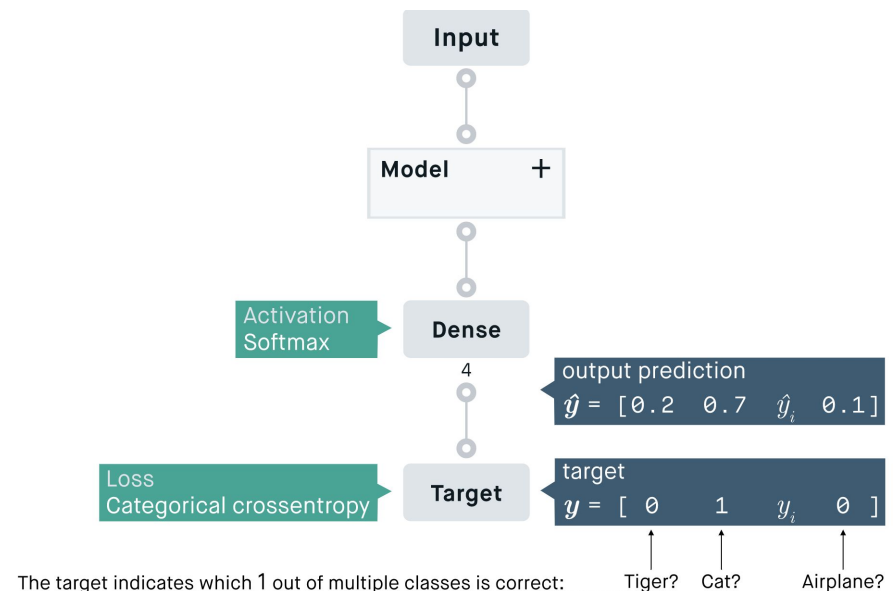 Input
Model +
Activation
Softmax
Dense
4
output prediction
ŷ = [0.2 0.7 ŷᵢ 0.1]
Loss
Categorical crossentropy
Target
target
y = [ 0 1 yᵢ 0 ]
The target indicates which 1 out of multiple classes is correct: Tiger? Cat? Airplane?